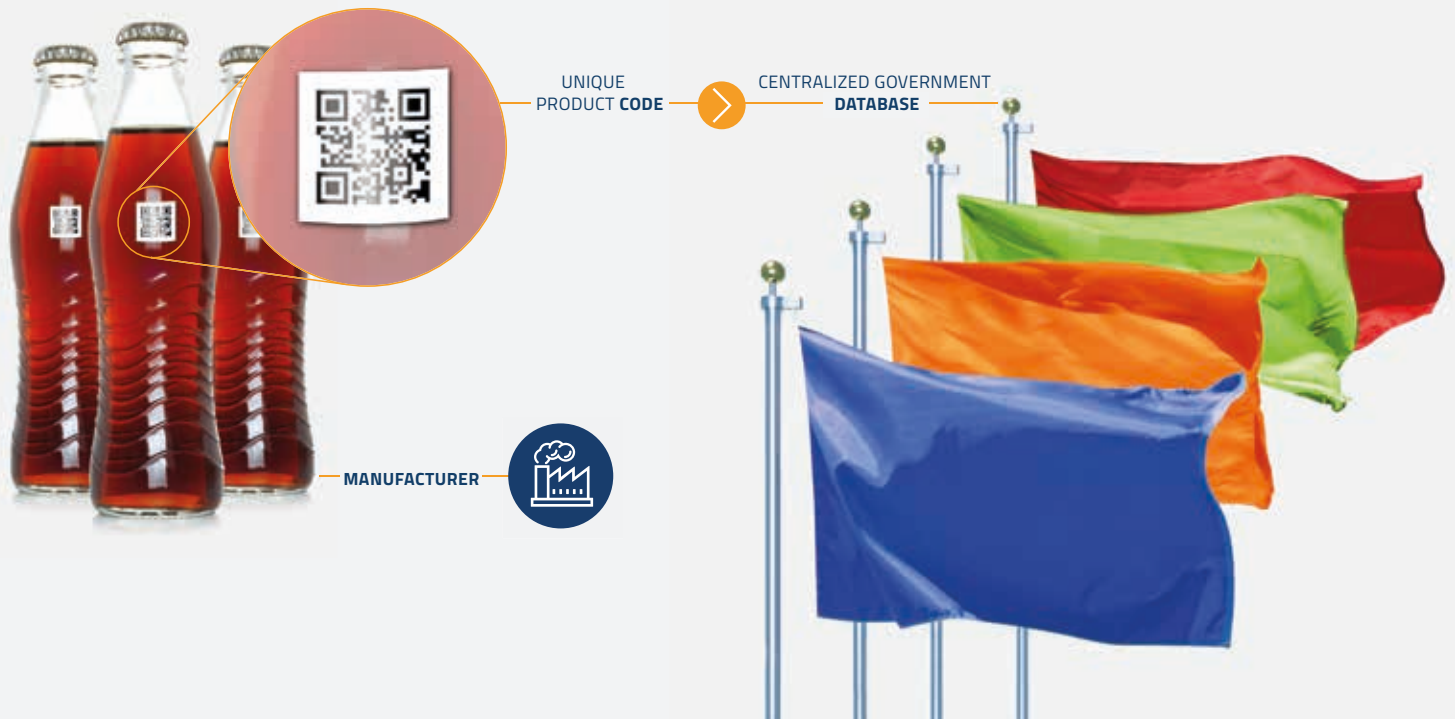 UNIQUE
PRODUCT CODE
CENTRALIZED GOVERNMENT
DATABASE
MANUFACTURER